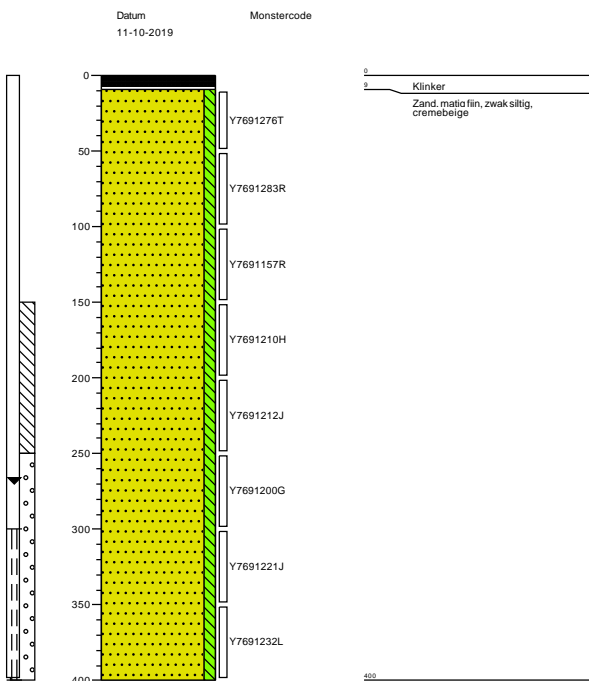 Datum Monstercode
11-10-2019
0 0
9 Klinker
Zand, matig fijn, zwak siltig,
cremebeige
Y7691276T
50
Y7691283R
100
Y7691157R
150
Y7691210H
200
Y7691212J
250
Y7691200G
300
Y7691221J
350
Y7691232L
400 400